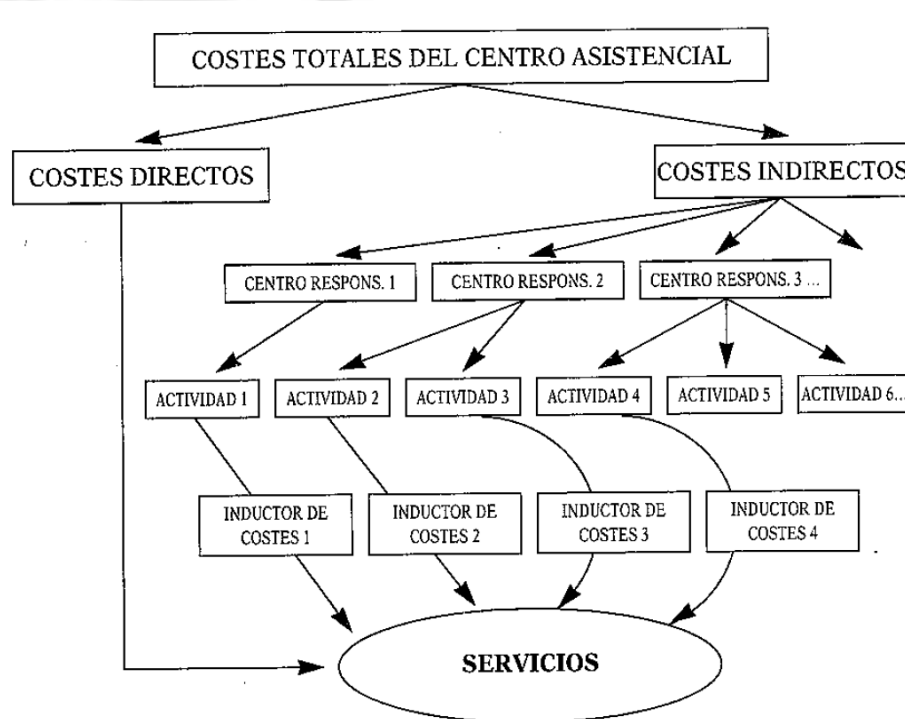 COSTES TOTALES DEL CENTRO ASISTENCIAL
COSTES DIRECTOS
COSTES INDIRECTOS
CENTRO RESPONS. 1
CENTRO RESPONS. 2
CENTRO RESPONS. 3 ...
ACTIVIDAD 1
ACTIVIDAD 2
ACTIVIDAD 3
ACTIVIDAD 4
ACTIVIDAD 5
ACTIVIDAD 6...
INDUCTOR DE
COSTES 1
INDUCTOR DE
COSTES 2
INDUCTOR DE
COSTES 3
INDUCTOR DE
COSTES 4
SERVICIOS